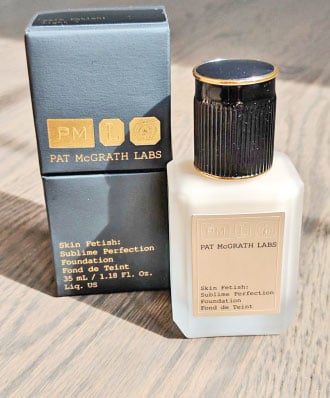 PM L
PAT McGRATH LABS
Skin Fetish:
Sublime Perfection
Foundation
Fond de Teint
35 mL / 1.18 Fl. Oz.
Liq. US
PM L
PAT McGRATH LABS
Skin Fetish:
Sublime Perfection
Foundation
Fond de Teint